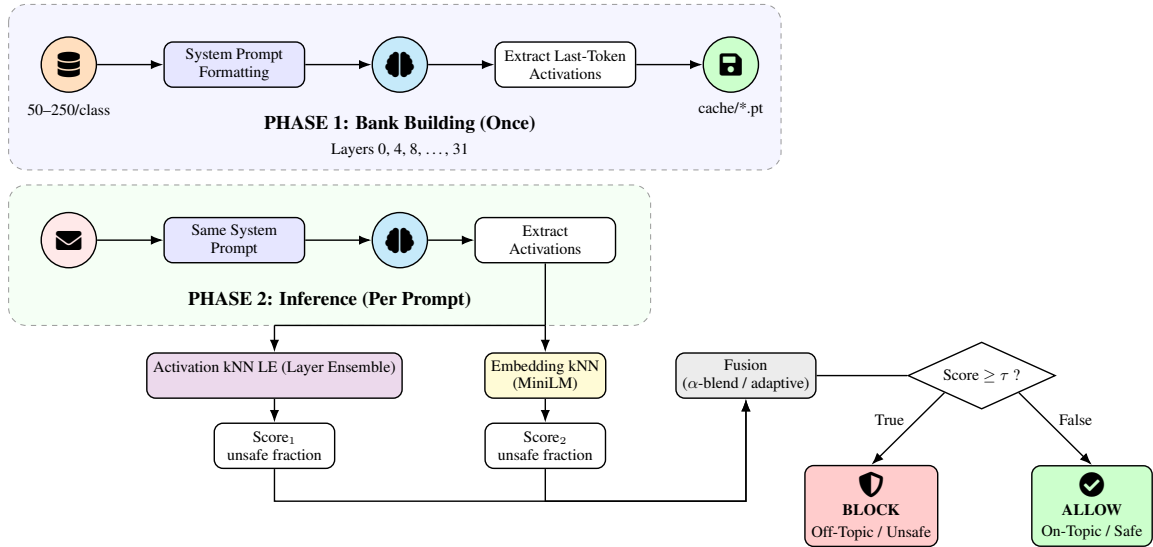 System Prompt
Formatting
Extract Last-Token
Activations
50–250/class
cache/*.pt
PHASE 1: Bank Building (Once)
Layers 0, 4, 8, . . . , 31
Same System
Prompt
Extract
Activations
PHASE 2: Inference (Per Prompt)
Activation kNN LE (Layer Ensemble)
Embedding kNN
(MiniLM)
Fusion
(α-blend / adaptive)
Score ≥ τ ?
True
False
Score₁
unsafe fraction
Score₂
unsafe fraction
BLOCK
Off-Topic / Unsafe
ALLOW
On-Topic / Safe